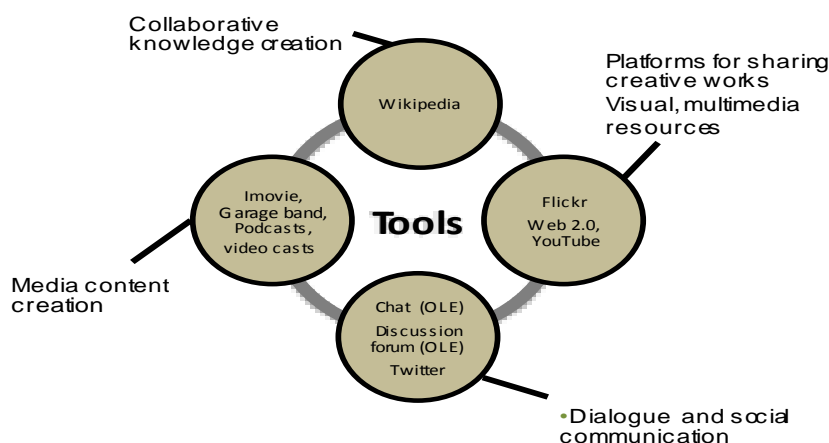 Collaborative
knowledge creation
Wikipedia
Platforms for sharing
creative works
Visual, multimedia
resources
Imovie,
Garage band,
Podcasts,
video casts
Tools
Flickr
Web 2.0,
YouTube
Media content
creation
Chat (OLE)
Discussion
forum (OLE)
Twitter
•Dialogue and social
communication